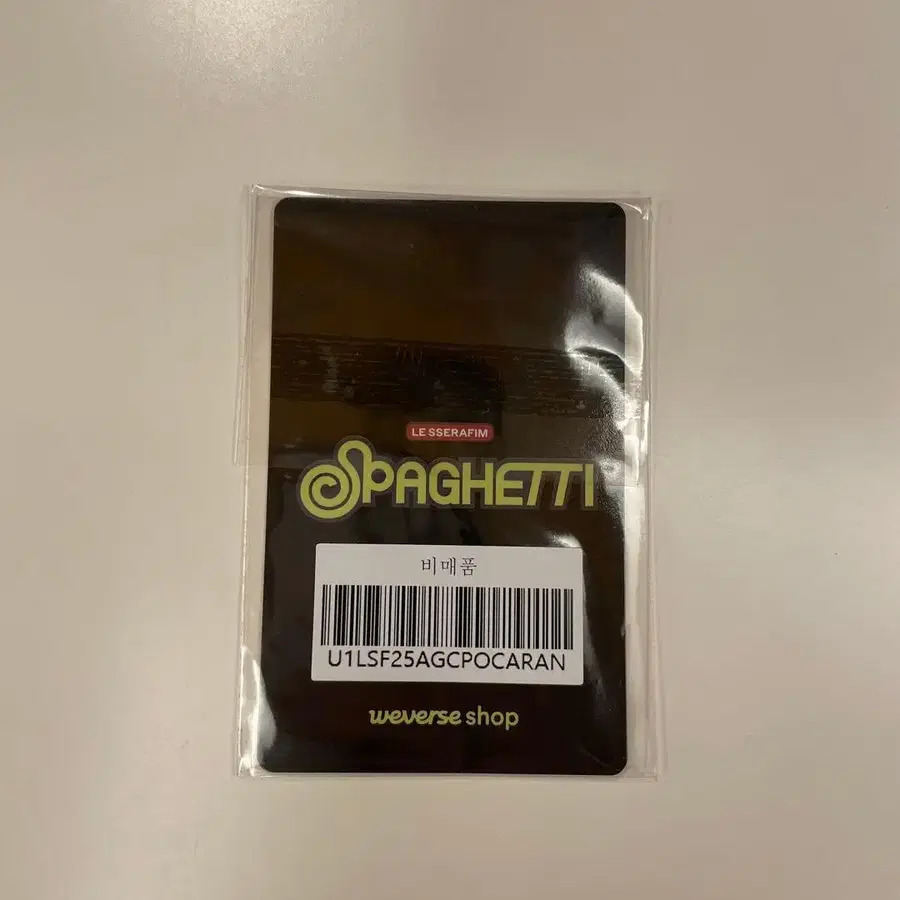 LE SSERAFIM
SPAGHETTI
비매품
U1LSF25AGCPOCARAN
weverse shop